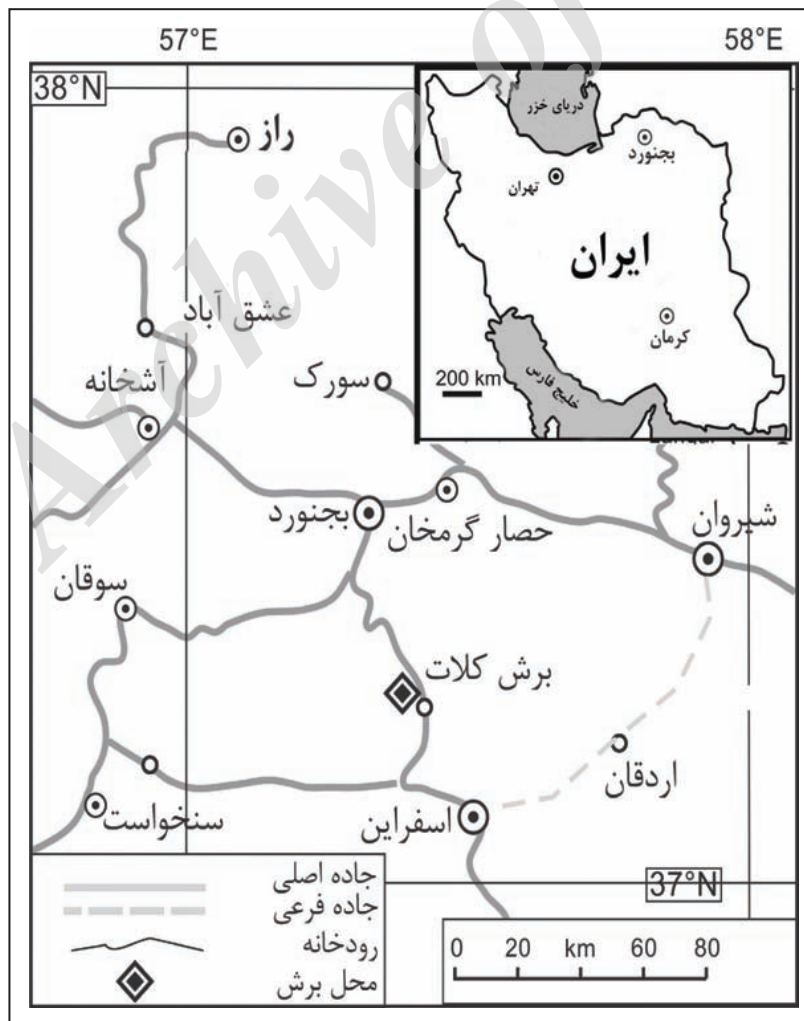 57°E
58°E
38°N
راز
عشق آباد
آشخانه
سورک
بجنورد
حصار گرمخان
شیروان
سوقان
برش کلات
اردقان
سنخواست
اسفراین
37°N
دریای خزر
بجنورد
تهران
ایران
کرمان
خلیج فارس
200 km
جاده اصلی
جاده فرعی
رودخانه
محل برش
0 20 km 60 80
Archive of